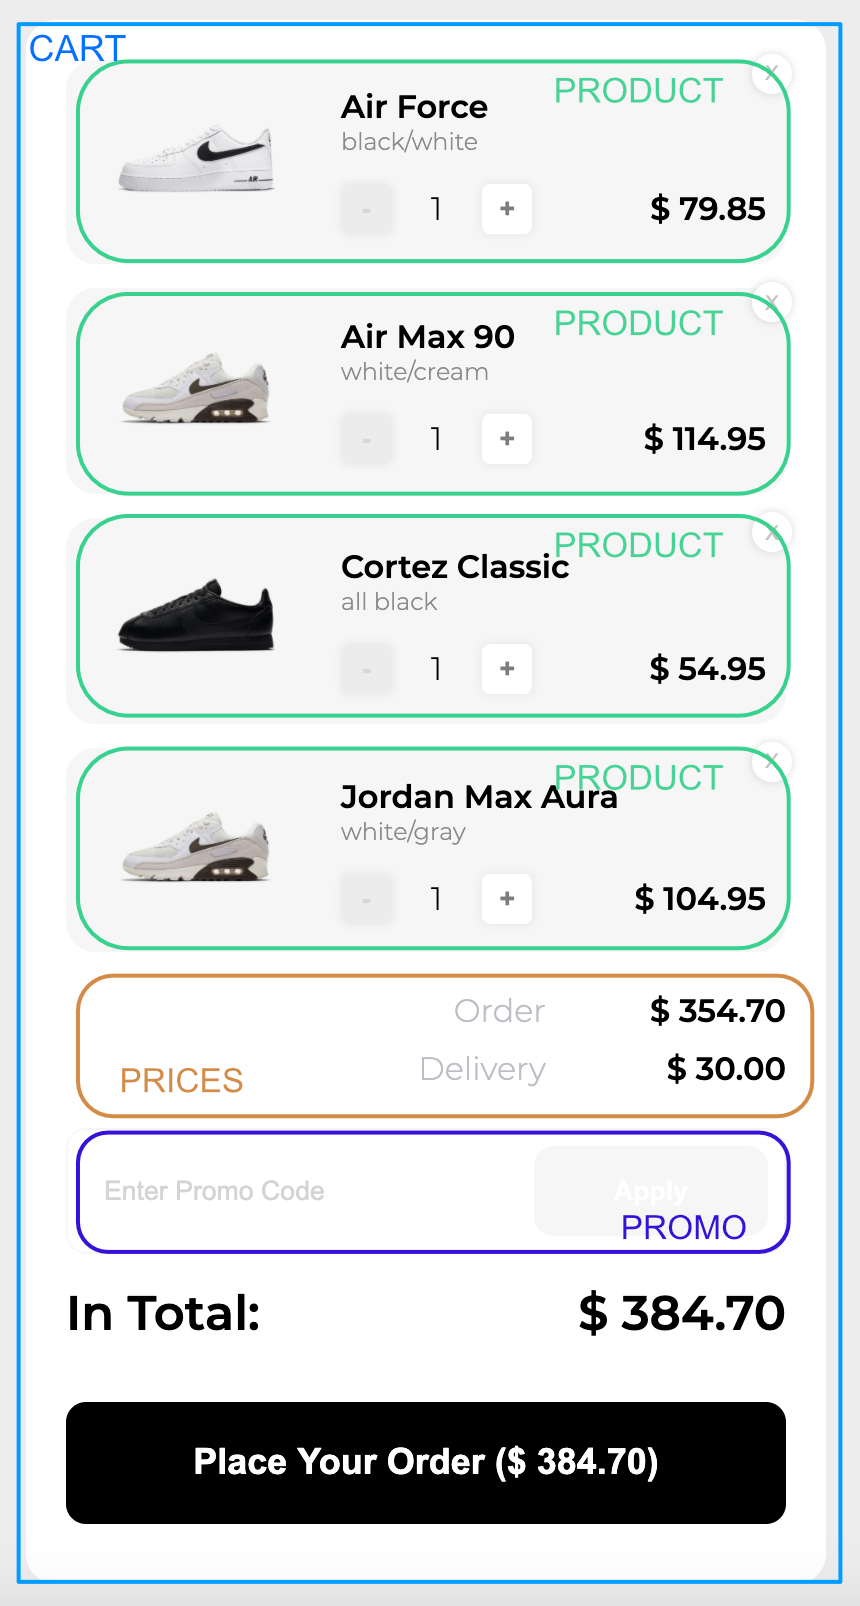 CART
PRODUCT
X
Air Force
black/white
- 1 +
$ 79.85
PRODUCT
X
Air Max 90
white/cream
- 1 +
$ 114.95
PRODUCT
X
Cortez Classic
all black
- 1 +
$ 54.95
PRODUCT
X
Jordan Max Aura
white/gray
- 1 +
$ 104.95
Order $ 354.70
Delivery $ 30.00
PRICES
Enter Promo Code
Apply
PROMO
In Total: $ 384.70
Place Your Order ($ 384.70)